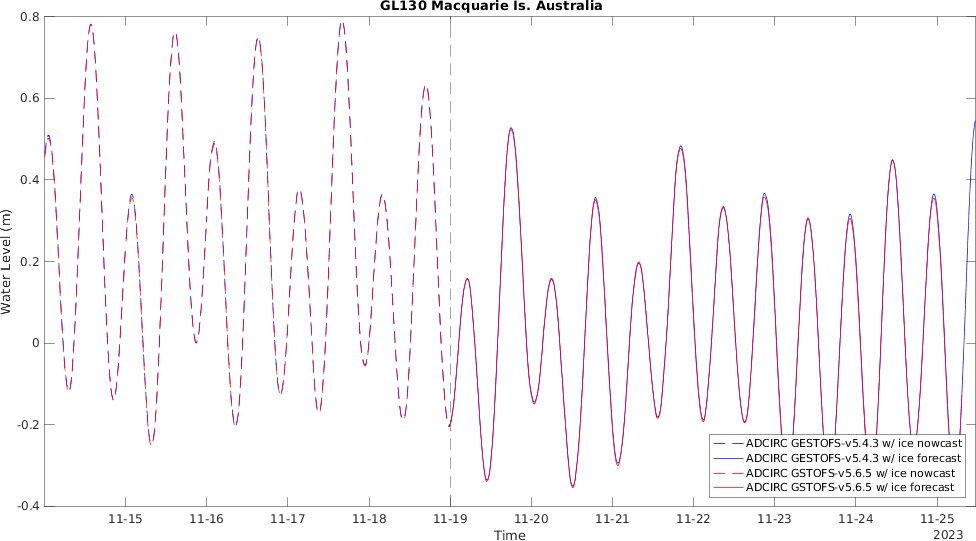 GL130 Macquarie Is. Australia
0.8
0.6
0.4
0.2
0
-0.2
-0.4
Water Level (m)
ADCIRC GESTOFS-v5.4.3 w/ ice nowcast
ADCIRC GESTOFS-v5.4.3 w/ ice forecast
ADCIRC GSTOFS-v5.6.5 w/ ice nowcast
ADCIRC GSTOFS-v5.6.5 w/ ice forecast
11-15 11-16 11-17 11-18 11-19 11-20 11-21 11-22 11-23 11-24 11-25
Time
2023